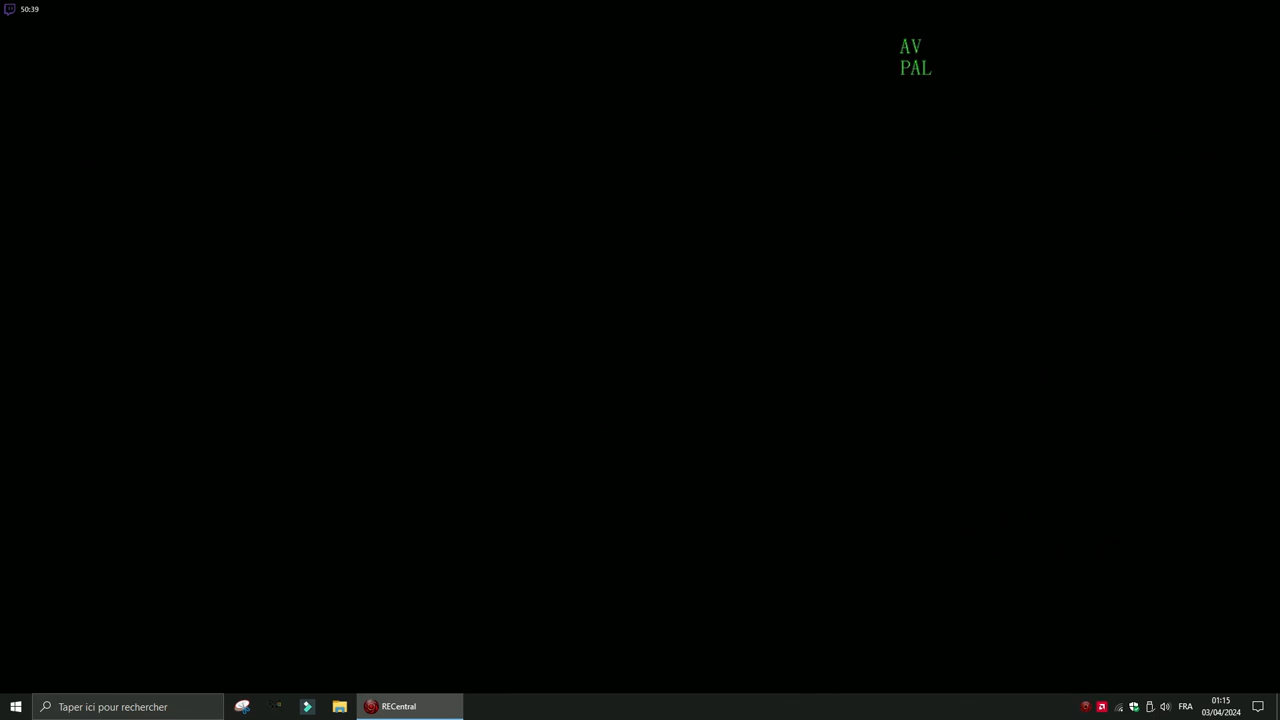 50:39
AV
PAL
Taper ici pour rechercher
RECentral
FRA
01:15
03/04/2024